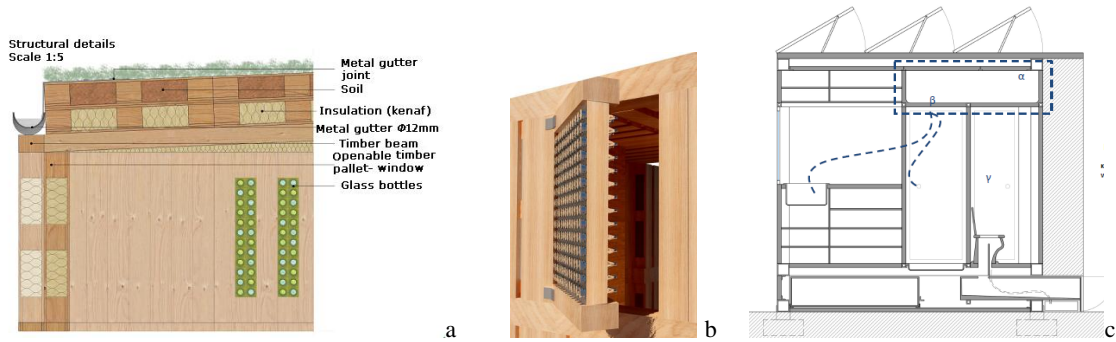 Structural details
Scale 1:5
Metal gutter
joint
Soil
Insulation (kenaf)
Metal gutter Φ12mm
Timber beam
Openable timber
pallet- window
Glass bottles
a
b
α
β
γ
c